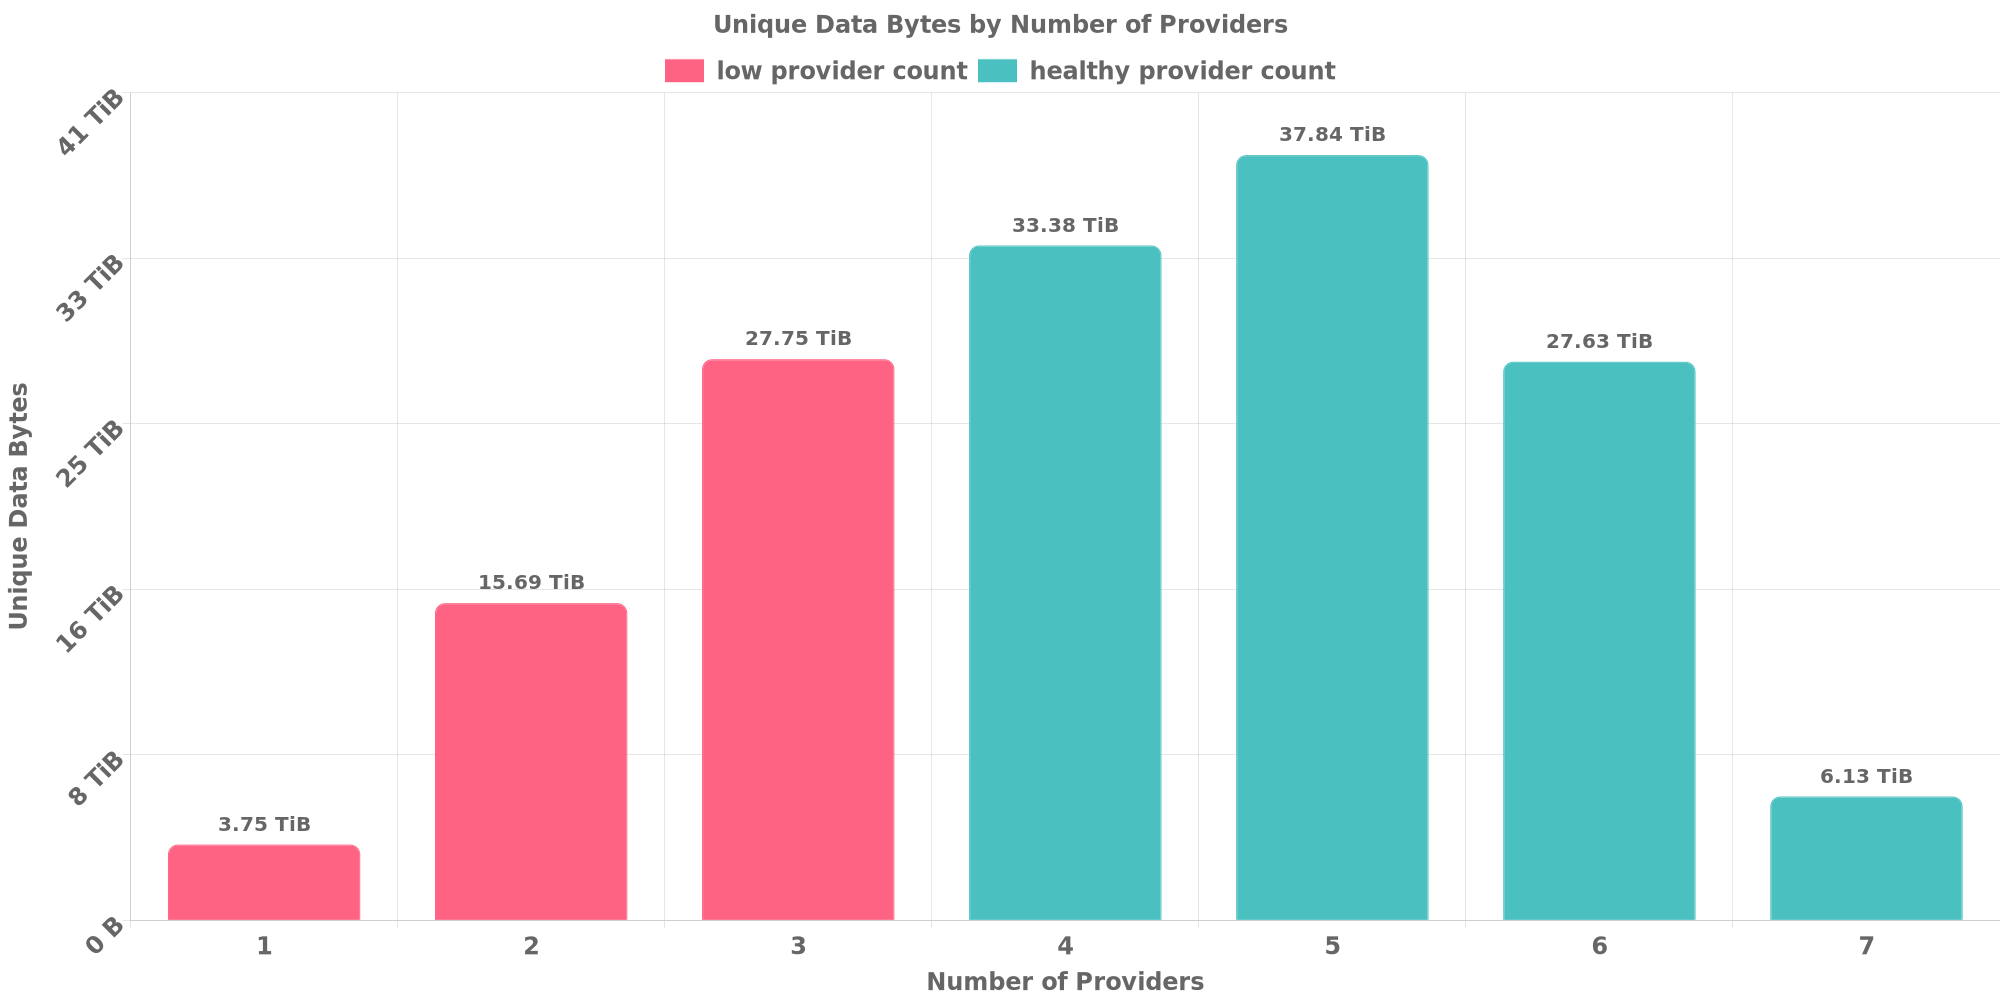 Unique Data Bytes by Number of Providers
low provider count healthy provider count
41 TiB
33 TiB
25 TiB
16 TiB
8 TiB
0 B
Unique Data Bytes
3.75 TiB
15.69 TiB
27.75 TiB
33.38 TiB
37.84 TiB
27.63 TiB
6.13 TiB
1 2 3 4 5 6 7
Number of Providers